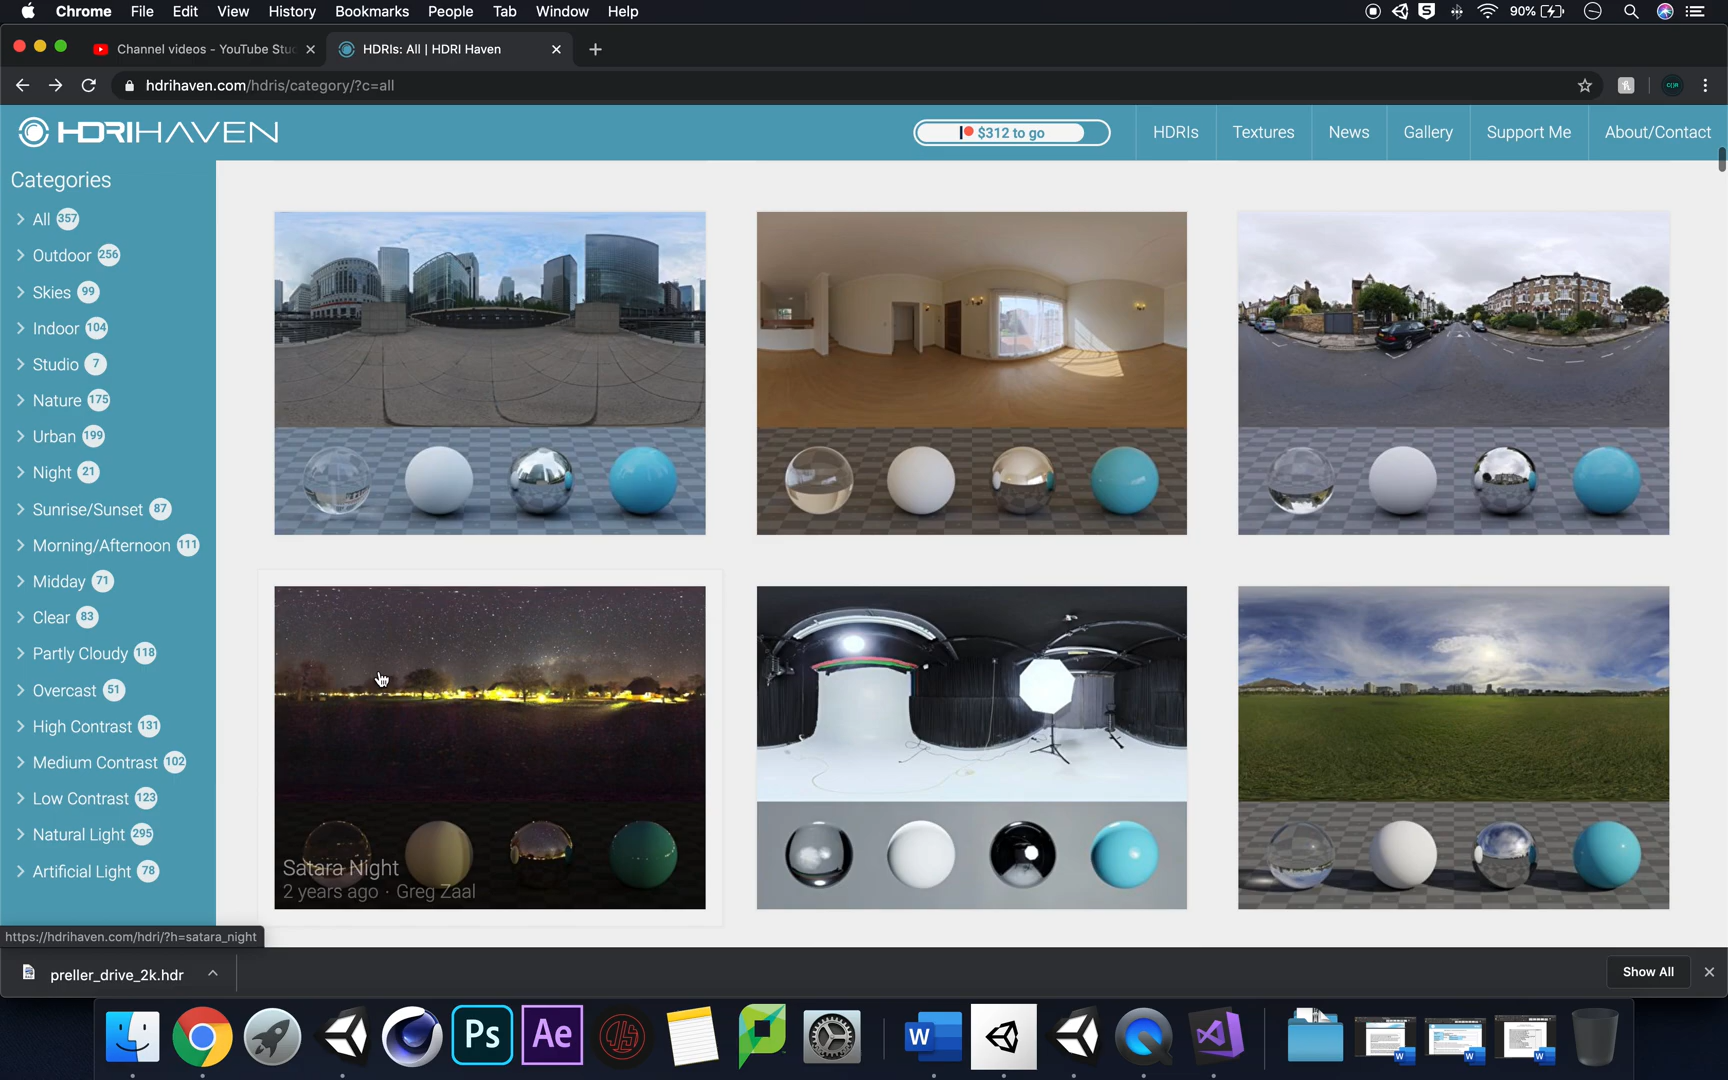 Chrome File Edit View History Bookmarks People Tab Window Help
90%
Channel videos - YouTube Stu
HDRIs: All | HDRI Haven
hdrihaven.com/hdris/category/?c=all
HDRIHAVEN
$312 to go
HDRIs
Textures
News
Gallery
Support Me
About/Contact
Categories
All 357
Outdoor 256
Skies 99
Indoor 104
Studio 7
Nature 175
Urban 199
Night 21
Sunrise/Sunset 87
Morning/Afternoon 111
Midday 71
Clear 83
Partly Cloudy 118
Overcast 51
High Contrast 131
Medium Contrast 102
Low Contrast 123
Natural Light 295
Artificial Light 78
Satara Night
2 years ago · Greg Zaal
https://hdrihaven.com/hdri/?h=satara_night
preller_drive_2k.hdr
Show All
Ps
Ae
W